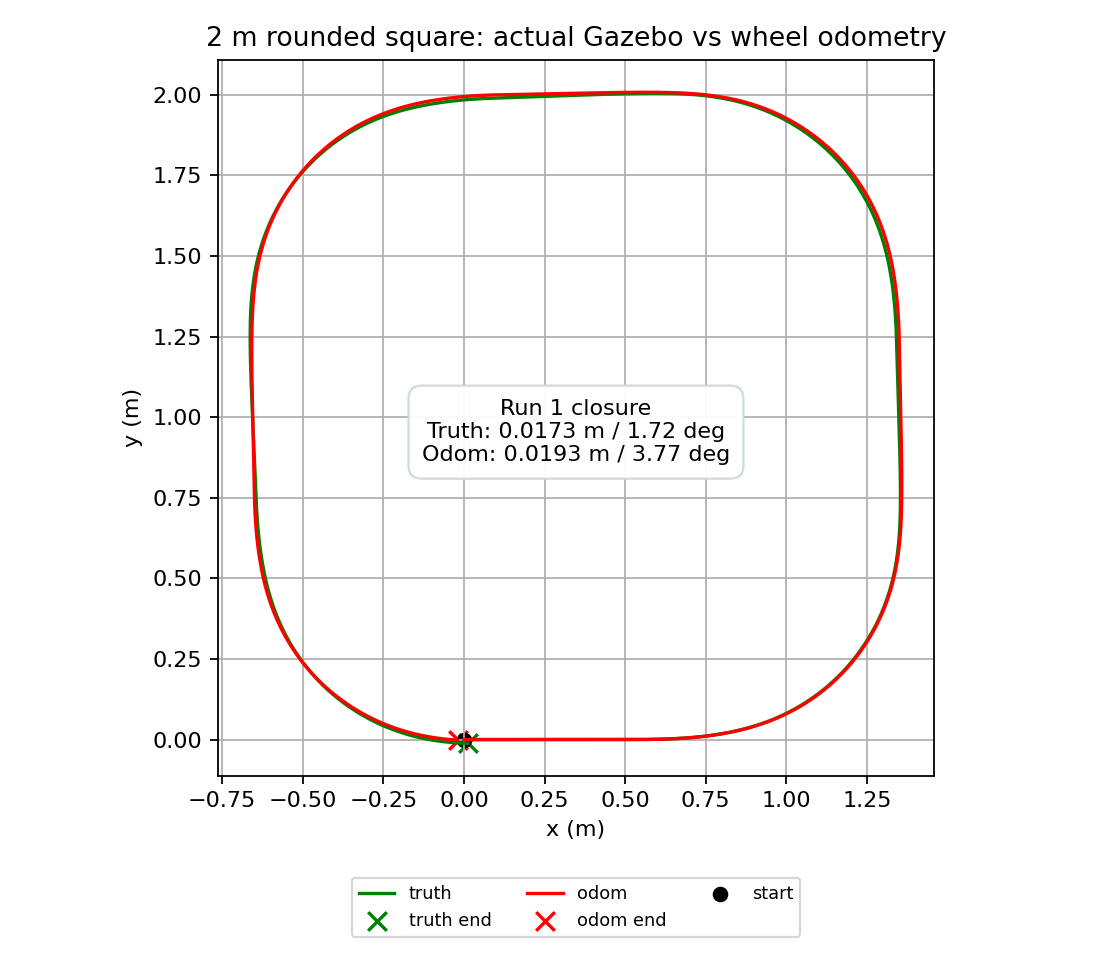 2 m rounded square: actual Gazebo vs wheel odometry
y (m)
2.00
1.75
1.50
1.25
1.00
0.75
0.50
0.25
0.00
Run 1 closure
Truth: 0.0173 m / 1.72 deg
Odom: 0.0193 m / 3.77 deg
−0.75 −0.50 −0.25 0.00 0.25 0.50 0.75 1.00 1.25
x (m)
truth odom start
truth end odom end